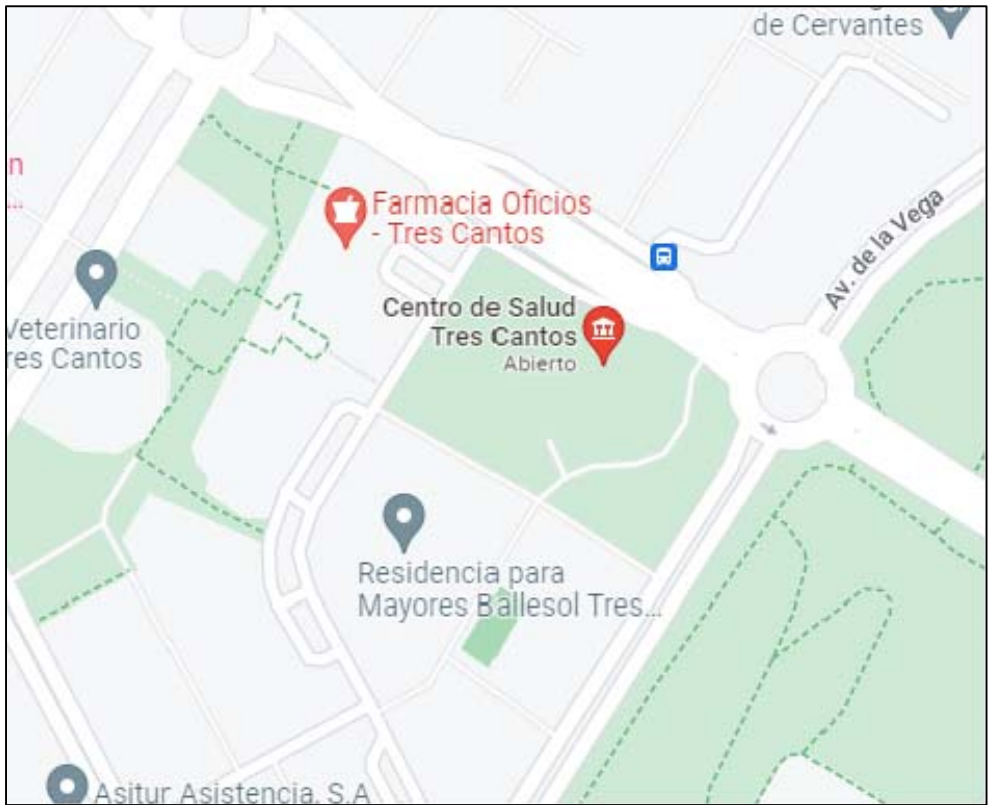 de Cervantes
n
...
Farmacia Oficios
- Tres Cantos
Av. de la Vega
Centro de Salud
Tres Cantos
Abierto
Veterinario
res Cantos
Residencia para
Mayores Ballesol Tres...
Asitur Asistencia, S.A